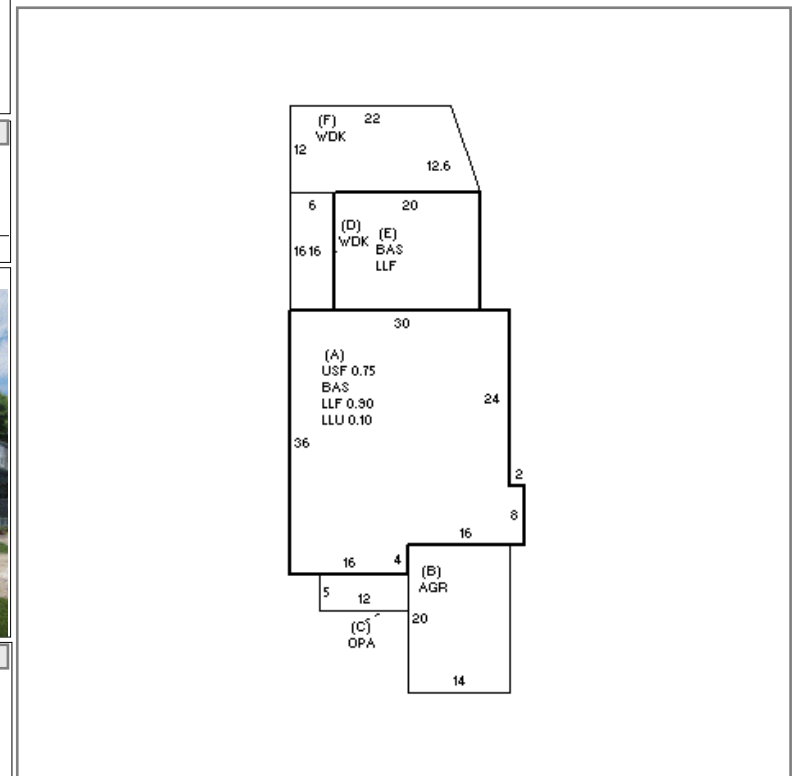 (F)
WDK
22
12
12.6
6
20
(D)
WDK
(E)
BAS
LLF
16 16
30
(A)
USF 0.75
BAS
LLF 0.90
LLU 0.10
24
36
2
8
16
16
4
(B)
AGR
5
12
20
(C)
OPA
14